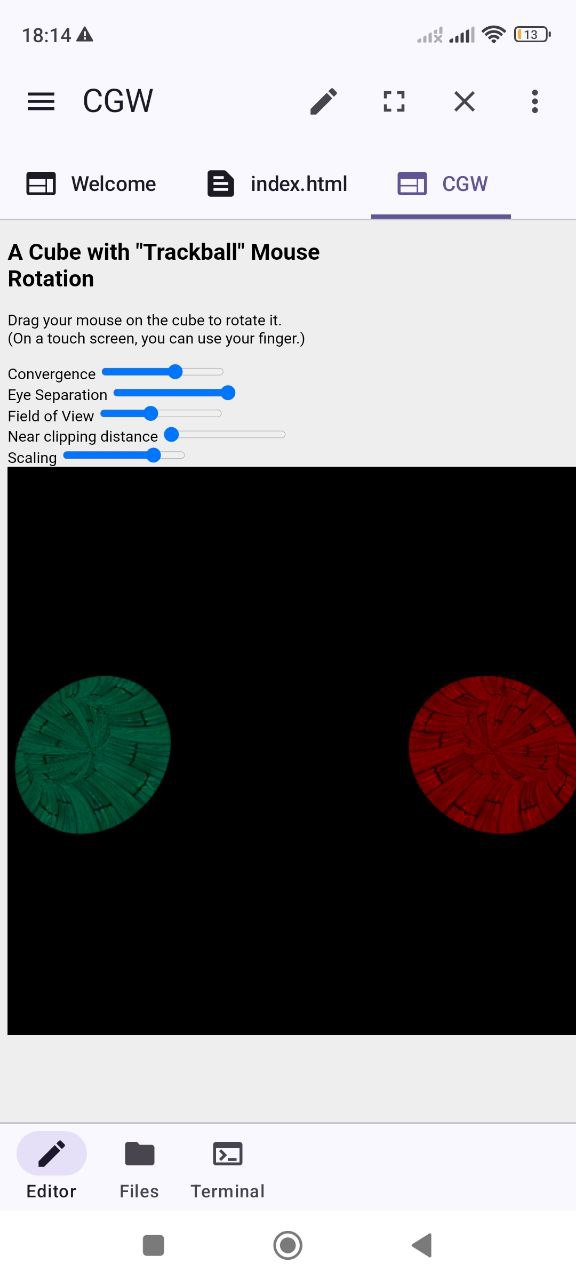 18:14
13
CGW
Welcome
index.html
CGW
A Cube with "Trackball" Mouse
Rotation
Drag your mouse on the cube to rotate it.
(On a touch screen, you can use your finger.)
Convergence
Eye Separation
Field of View
Near clipping distance
Scaling
Editor
Files
Terminal